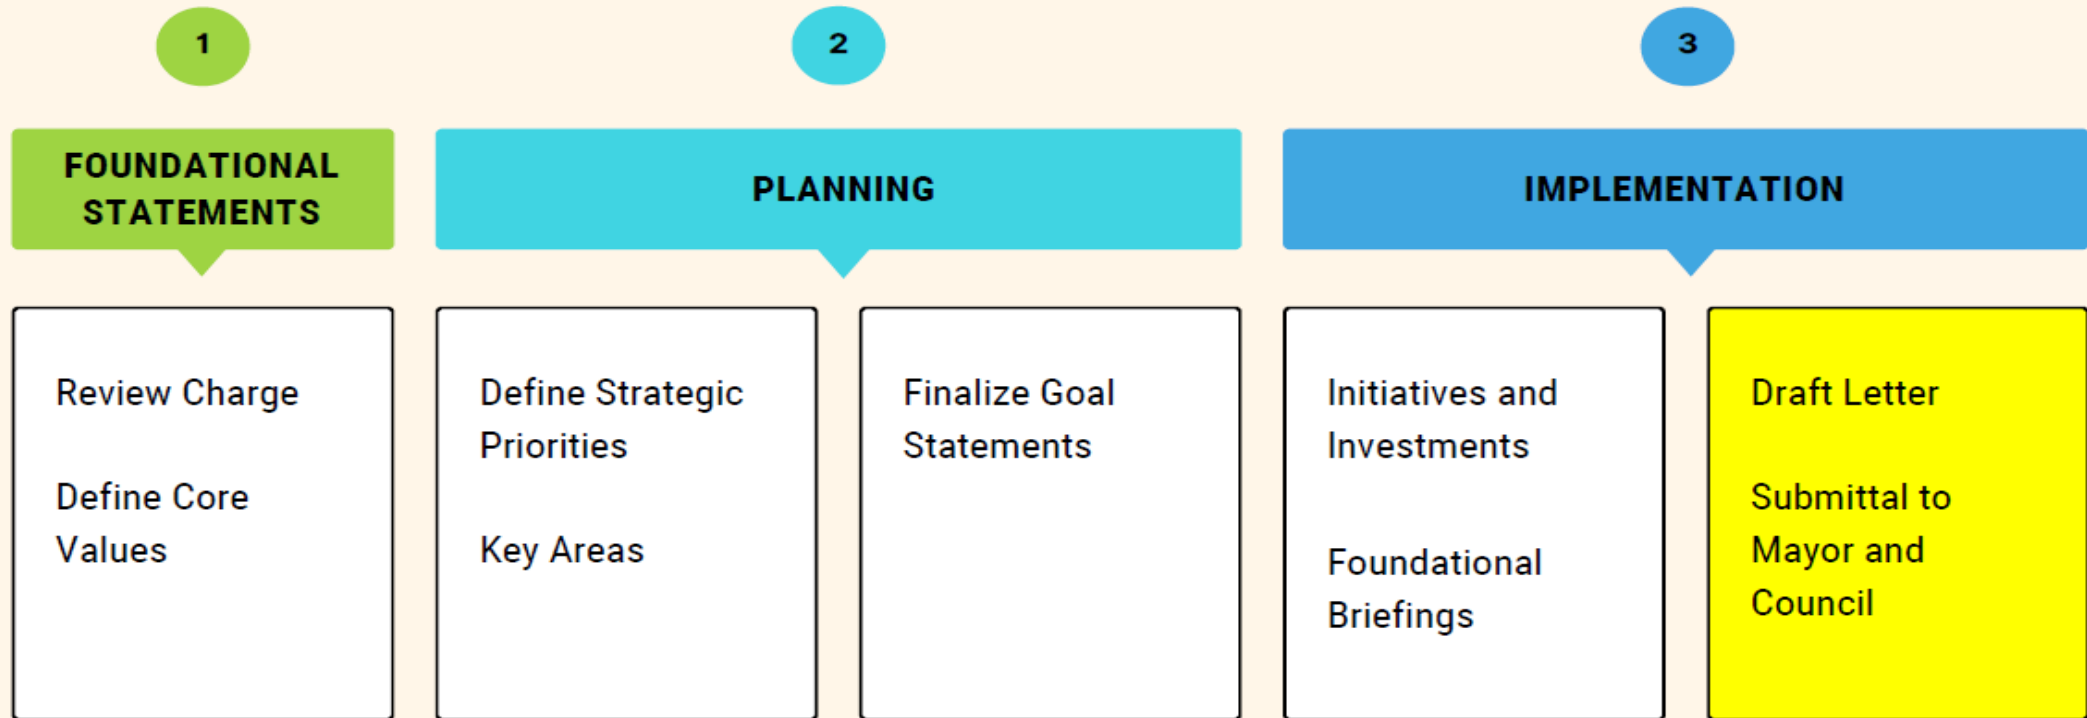 1
2
3
FOUNDATIONAL
STATEMENTS
PLANNING
IMPLEMENTATION
Review Charge
Define Core
Values
Define Strategic
Priorities
Key Areas
Finalize Goal
Statements
Initiatives and
Investments
Foundational
Briefings
Draft Letter
Submittal to
Mayor and
Council